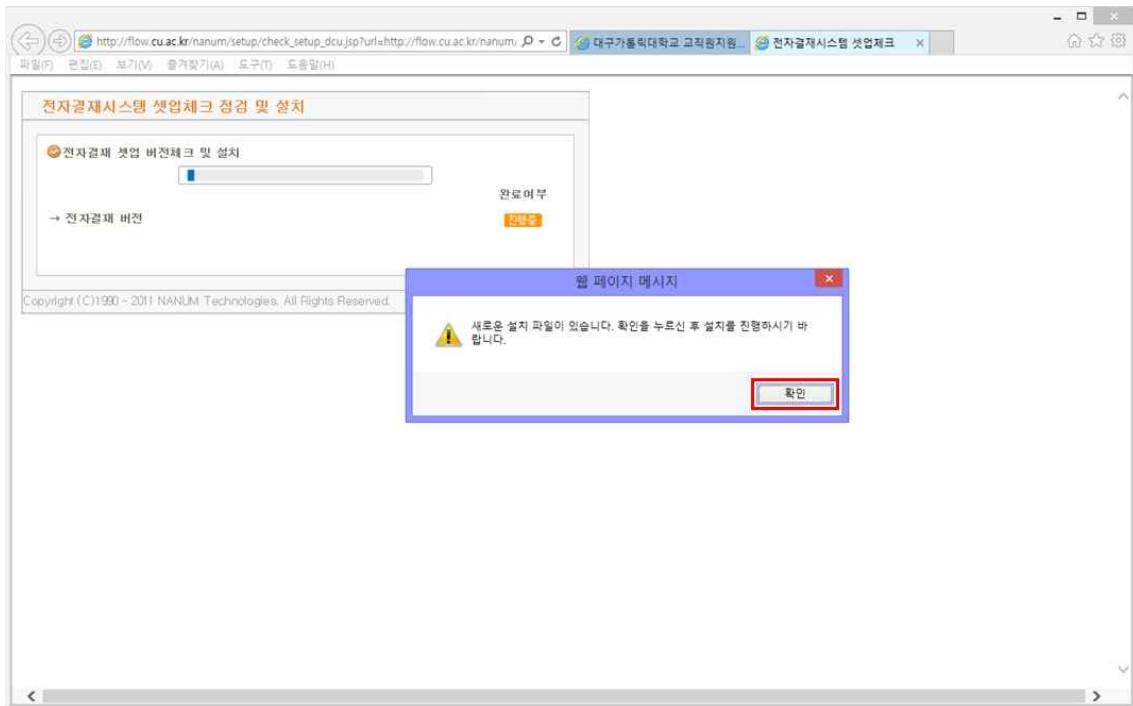 http://flow.cu.ac.kr/nanum/setup/check_setup_dcu.jsp?url=http://flow.cu.ac.kr/nanum/
대구가톨릭대학교 교직원지원...
전자결재시스템 셋업체크
파일(F) 편집(E) 보기(V) 즐겨찾기(A) 도구(T) 도움말(H)
전자결재시스템 셋업체크 점검 및 설치
전자결재 셋업 버전체크 및 설치
완료여부
→ 전자결재 버전
진행중
Copyright (C)1990 - 2011 NANUM Technologies. All Rights Reserved.
웹 페이지 메시지
새로운 설치 파일이 있습니다. 확인을 누르신 후 설치를 진행하시기 바
랍니다.
확인